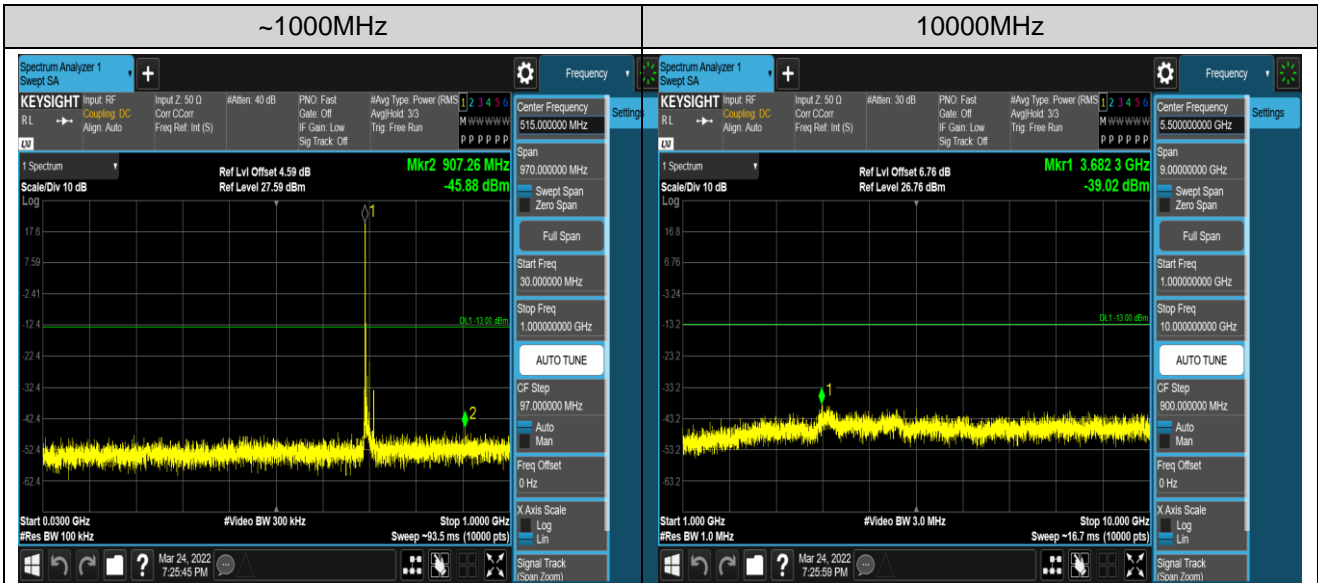 ~1000MHz
10000MHz
Spectrum Analyzer 1
Swept SA
+
Frequency
KEYSIGHT
RL
Input: RF
Coupling: DC
Align: Auto
Input Z: 50 Ω
Corr CCorr
Freq Ref: Int (S)
#Atten: 40 dB
PNO: Fast
Gate: Off
IF Gain: Low
Sig Track: Off
#Avg Type: Power (RMS
Avg|Hold: 3/3
Trig: Free Run
1 2 3 4 5 6
M W W W W W
P P P P P P
Center Frequency
515.000000 MHz
Settings
1 Spectrum
Scale/Div 10 dB
Log
Ref Lvl Offset 4.59 dB
Ref Level 27.59 dBm
Mkr2 907.26 MHz
-45.88 dBm
Span
970.000000 MHz
Swept Span
Zero Span
Full Span
Start Freq
30.000000 MHz
Stop Freq
1.000000000 GHz
AUTO TUNE
CF Step
97.000000 MHz
Auto
Man
Freq Offset
0 Hz
X Axis Scale
Log
Lin
Signal Track
(Span Zoom)
1
17.6
7.59
-2.41
-12.4
DL1 -13.00 dBm
-22.4
-32.4
-42.4
2
-52.4
-62.4
Start 0.0300 GHz
#Res BW 100 kHz
#Video BW 300 kHz
Stop 1.0000 GHz
Sweep ~93.5 ms (10000 pts)
?
Mar 24, 2022
7:25:45 PM
Spectrum Analyzer 1
Swept SA
+
Frequency
KEYSIGHT
RL
Input: RF
Coupling: DC
Align: Auto
Input Z: 50 Ω
Corr CCorr
Freq Ref: Int (S)
#Atten: 30 dB
PNO: Fast
Gate: Off
IF Gain: Low
Sig Track: Off
#Avg Type: Power (RMS
Avg|Hold: 3/3
Trig: Free Run
1 2 3 4 5 6
M W W W W W
P P P P P P
Center Frequency
5.500000000 GHz
Settings
1 Spectrum
Scale/Div 10 dB
Log
Ref Lvl Offset 6.76 dB
Ref Level 26.76 dBm
Mkr1 3.682 3 GHz
-39.02 dBm
Span
9.00000000 GHz
Swept Span
Zero Span
Full Span
Start Freq
1.000000000 GHz
Stop Freq
10.000000000 GHz
AUTO TUNE
CF Step
900.000000 MHz
Auto
Man
Freq Offset
0 Hz
X Axis Scale
Log
Lin
Signal Track
(Span Zoom)
16.8
6.76
-3.24
-13.2
DL1 -13.00 dBm
-23.2
-33.2
1
-43.2
-53.2
-63.2
Start 1.000 GHz
#Res BW 1.0 MHz
#Video BW 3.0 MHz
Stop 10.000 GHz
Sweep ~16.7 ms (10000 pts)
?
Mar 24, 2022
7:25:59 PM